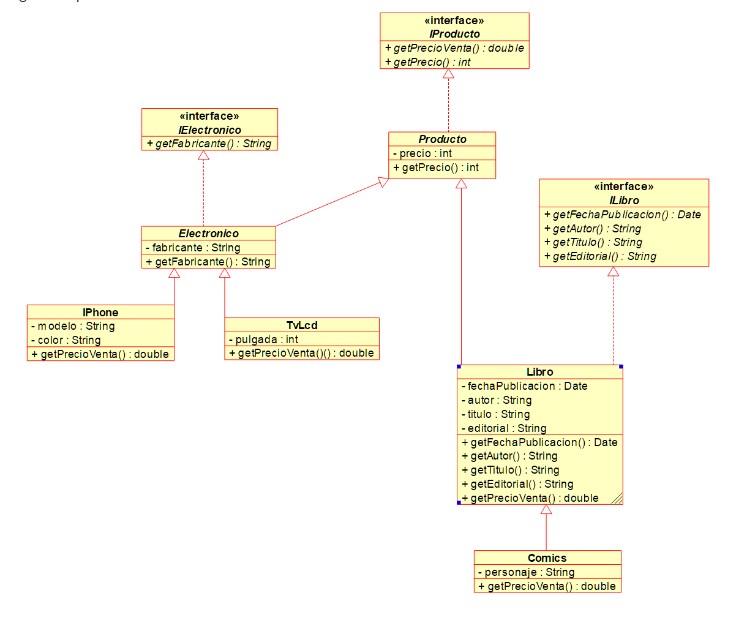 «interface»
IProducto
+ getPrecioVenta() : double
+ getPrecio() : int
«interface»
IElectronico
+ getFabricante() : String
Producto
- precio : int
+ getPrecio() : int
«interface»
ILibro
+ getFechaPublicacion() : Date
+ getAutor() : String
+ getTitulo() : String
+ getEditorial() : String
Electronico
- fabricante : String
+ getFabricante() : String
IPhone
- modelo : String
- color : String
+ getPrecioVenta() : double
TvLcd
- pulgada : int
+ getPrecioVenta()() : double
Libro
- fechaPublicacion : Date
- autor : String
- titulo : String
- editorial : String
+ getFechaPublicacion() : Date
+ getAutor() : String
+ getTitulo() : String
+ getEditorial() : String
+ getPrecioVenta() : double
Comics
- personaje : String
+ getPrecioVenta() : double